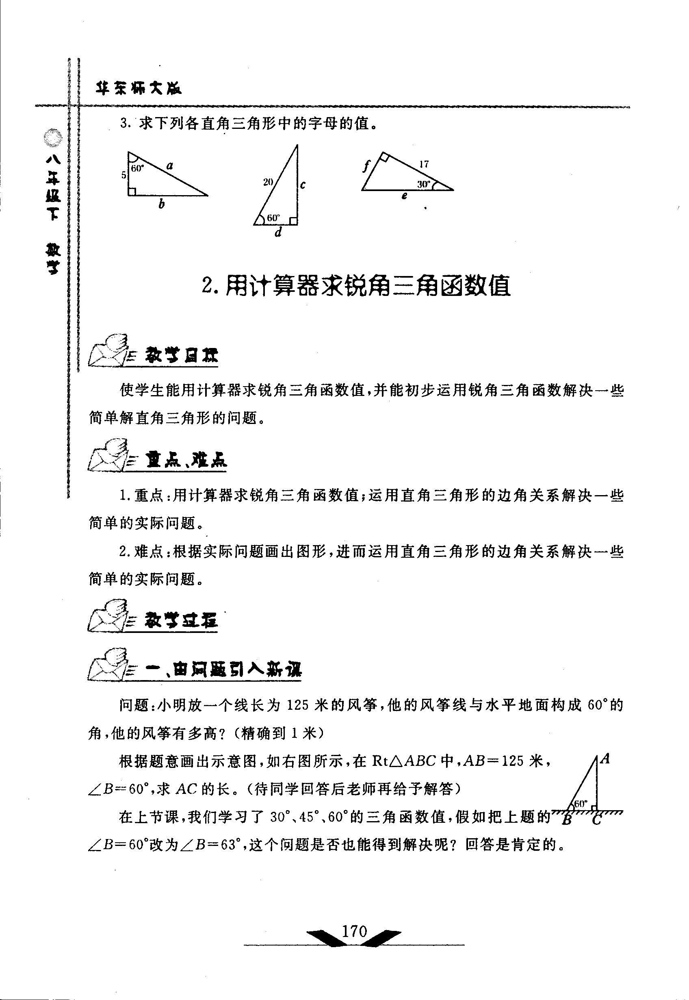 华东师大版
八年级下 数学
3. 求下列各直角三角形中的字母的值。
60° a
5
b
20 c
60°
d
f 17
30°
e
2. 用计算器求锐角三角函数值
教学目标
使学生能用计算器求锐角三角函数值,并能初步运用锐角三角函数解决一些
简单解直角三角形的问题。
重点、难点
1. 重点:用计算器求锐角三角函数值;运用直角三角形的边角关系解决一些
简单的实际问题。
2. 难点:根据实际问题画出图形,进而运用直角三角形的边角关系解决一些
简单的实际问题。
教学过程
一、由问题引入新课
问题:小明放一个线长为 125 米的风筝,他的风筝线与水平地面构成 60°的
角,他的风筝有多高?(精确到 1 米)
根据题意画出示意图,如右图所示,在 Rt△ABC 中,AB=125 米,
∠B=60°,求 AC 的长。(待同学回答后老师再给予解答)
在上节课,我们学习了 30°、45°、60°的三角函数值,假如把上题的
∠B=60°改为∠B=63°,这个问题是否也能得到解决呢? 回答是肯定的。
A
60°
B C
170